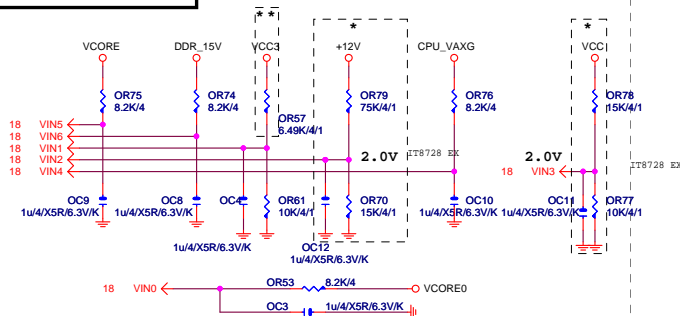 * *
*
*
VCORE
DDR_15V
VCC3
+12V
CPU_VAXG
VCC
OR75
8.2K/4
OR74
8.2K/4
OR57
6.49K/4/1
OR79
75K/4/1
OR76
8.2K/4
OR78
15K/4/1
18 VIN5
18 VIN6
18 VIN1
18 VIN2
18 VIN4
2.0V
IT8728 EX
2.0V
18 VIN3
IT8728 EX
OC9
1u/4/X5R/6.3V/K
OC8
1u/4/X5R/6.3V/K
OC4
1u/4/X5R/6.3V/K
OR61
10K/4/1
OC12
1u/4/X5R/6.3V/K
OR70
15K/4/1
OC10
1u/4/X5R/6.3V/K
OC11
1u/4/X5R/6.3V/K
OR77
10K/4/1
18 VIN0
OR53
8.2K/4
VCORE0
OC3
1u/4/X5R/6.3V/K